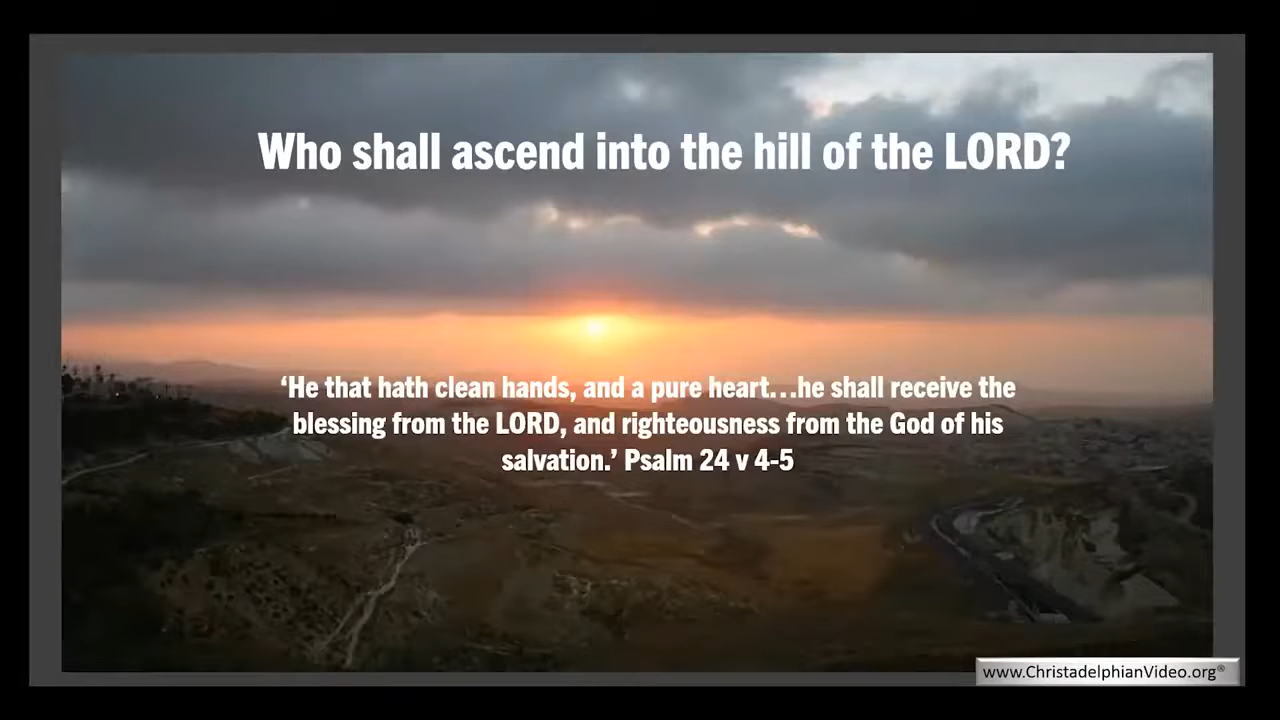 Who shall ascend into the hill of the LORD?
‘He that hath clean hands, and a pure heart…he shall receive the
blessing from the LORD, and righteousness from the God of his
salvation.’ Psalm 24 v 4-5
www.ChristadelphianVideo.org®